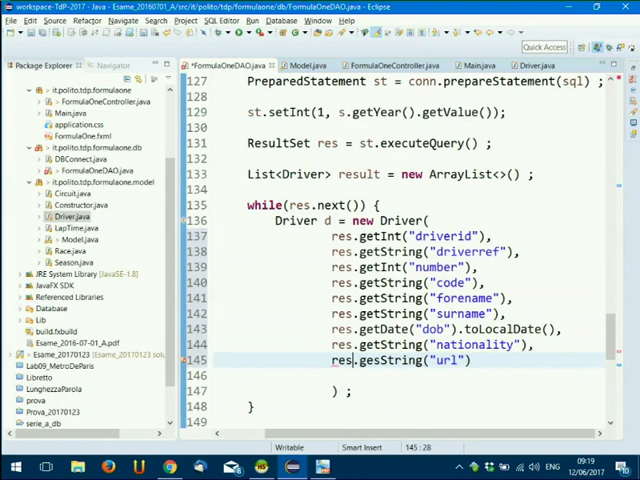 workspace-TdP-2017 - Java - Esame_20160701_A/src/it/polito/tdp/formulaone/db/FormulaOneDAO.java - Eclipse
File Edit Source Refactor Navigate Search Project SQL Editor Run Database Window Help
Quick Access
Package Explorer Navigator
it.polito.tdp.formulaone
FormulaOneController.java
Main.java
application.css
FormulaOne.fxml
it.polito.tdp.formulaone.db
DBConnect.java
FormulaOneDAO.java
it.polito.tdp.formulaone.model
Circuit.java
Constructor.java
Driver.java
LapTime.java
Model.java
Race.java
Season.java
JRE System Library [JavaSE-1.8]
JavaFX SDK
Referenced Libraries
Database
Lib
build.fxbuild
Esame_2016-07-01_A.pdf
Esame_20170123
Lab09_MetroDeParis
Libretto
LunghezzaParola
prova
Prova_20170123
serie_a_db
*FormulaOneDAO.java Model.java FormulaOneController.java Main.java Driver.java
127 PreparedStatement st = conn.prepareStatement(sql) ;
128
129 st.setInt(1, s.getYear().getValue());
130
131 ResultSet res = st.executeQuery() ;
132
133 List<Driver> result = new ArrayList<>() ;
134
135 while(res.next()) {
136 Driver d = new Driver(
137 res.getInt("driverid"),
138 res.getString("driverref"),
139 res.getInt("number"),
140 res.getString("code"),
141 res.getString("forename"),
142 res.getString("surname"),
143 res.getDate("dob").toLocalDate(),
144 res.getString("nationality"),
145 res.gesString("url")
146
147 ) ;
148 }
149
Writable Smart Insert 145 : 28
ENG 09:19
12/06/2017